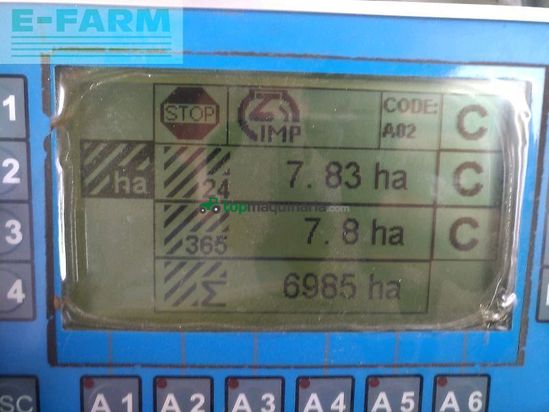 E-FARM
STOP IMP CODE: A02 C
1
2
3
4
ha 24 7.83 ha C
365 7.8 ha C
Σ 6985 ha
topmaquinaria.com
SC A1 A2 A3 A4 A5 A6